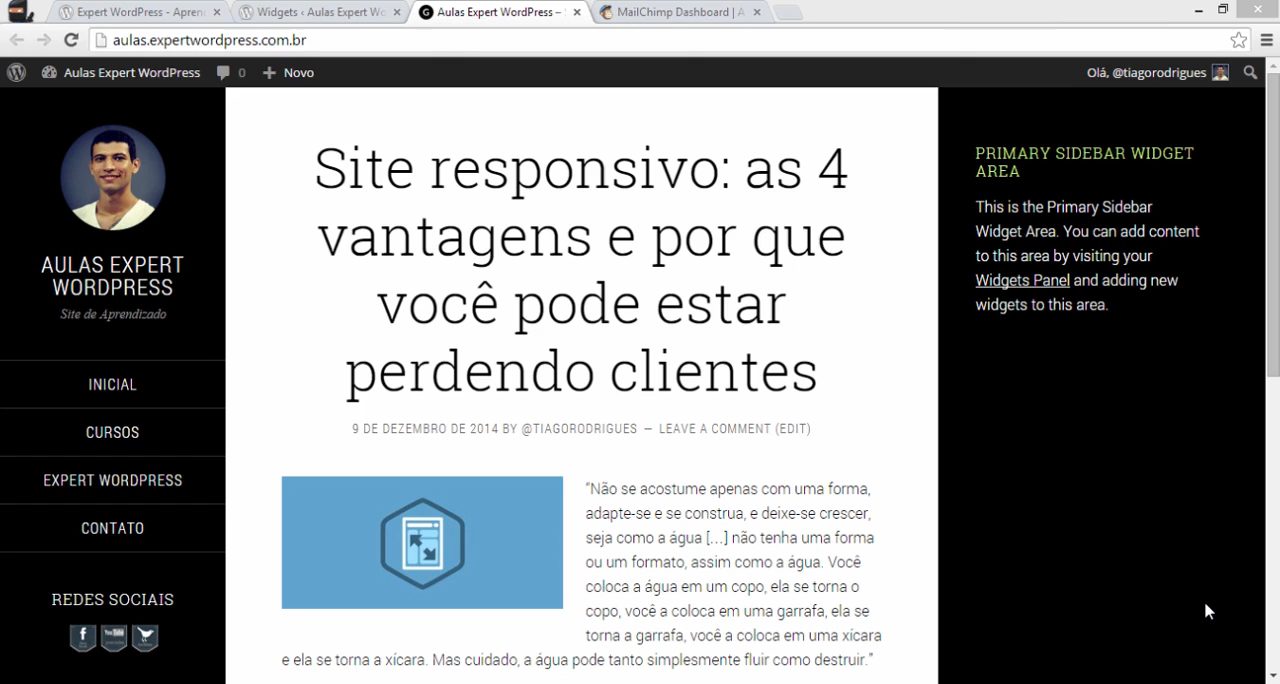 Expert WordPress - Apren
Widgets ‹ Aulas Expert Wo
Aulas Expert WordPress –
MailChimp Dashboard | A
aulas.expertwordpress.com.br
Aulas Expert WordPress
0
Novo
Olá, @tiagorodrigues
AULAS EXPERT
WORDPRESS
Site de Aprendizado
INICIAL
CURSOS
EXPERT WORDPRESS
CONTATO
REDES SOCIAIS
Site responsivo: as 4
vantagens e por que
você pode estar
perdendo clientes
9 DE DEZEMBRO DE 2014 BY @TIAGORODRIGUES — LEAVE A COMMENT (EDIT)
“Não se acostume apenas com uma forma,
adapte-se e se construa, e deixe-se crescer,
seja como a água […] não tenha uma forma
ou um formato, assim como a água. Você
coloca a água em um copo, ela se torna o
copo, você a coloca em uma garrafa, ela se
torna a garrafa, você a coloca em uma xícara
e ela se torna a xícara. Mas cuidado, a água pode tanto simplesmente fluir como destruir.”
PRIMARY SIDEBAR WIDGET
AREA
This is the Primary Sidebar
Widget Area. You can add content
to this area by visiting your
Widgets Panel and adding new
widgets to this area.